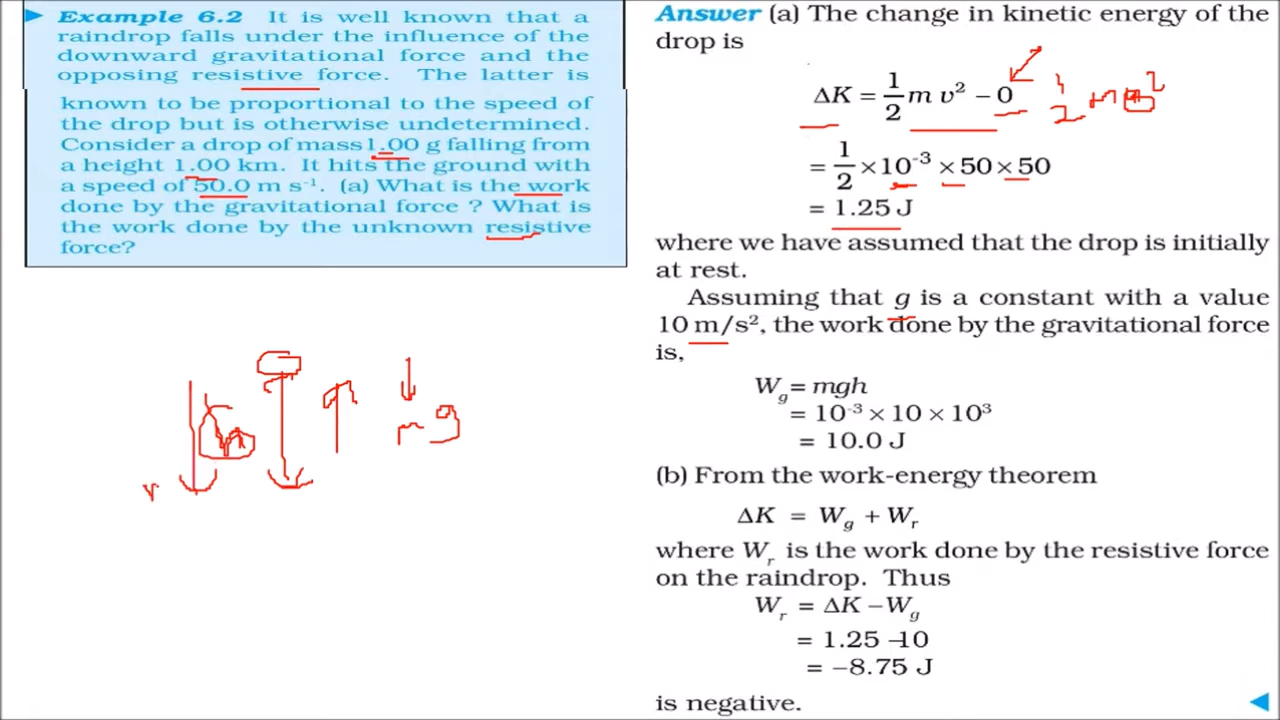 Example 6.2 It is well known that a
raindrop falls under the influence of the
downward gravitational force and the
opposing resistive force. The latter is
known to be proportional to the speed of
the drop but is otherwise undetermined.
Consider a drop of mass 1.00 g falling from
a height 1.00 km. It hits the ground with
a speed of 50.0 m s⁻¹. (a) What is the work
done by the gravitational force ? What is
the work done by the unknown resistive
force?
v
h
mg
Answer (a) The change in kinetic energy of the
drop is
ΔK = 1/2 m v² – 0
1/2 m 2
= 1/2 ×10⁻³ × 50 × 50
= 1.25 J
where we have assumed that the drop is initially
at rest.
Assuming that g is a constant with a value
10 m/s², the work done by the gravitational force
is,
W_g = mgh
= 10⁻³ × 10 × 10³
= 10.0 J
(b) From the work-energy theorem
ΔK = W_g + W_r
where W_r is the work done by the resistive force
on the raindrop. Thus
W_r = ΔK – W_g
= 1.25 –10
= –8.75 J
is negative.